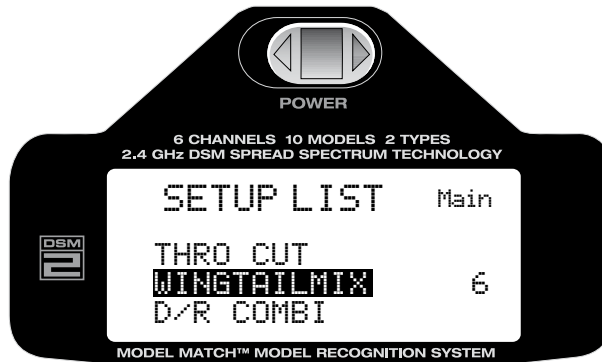 POWER
6 CHANNELS 10 MODELS 2 TYPES
2.4 GHz DSM SPREAD SPECTRUM TECHNOLOGY
SETUP LIST Main
DSM
2
THRO CUT
WINGTAILMIX 6
D/R COMBI
MODEL MATCH™ MODEL RECOGNITION SYSTEM